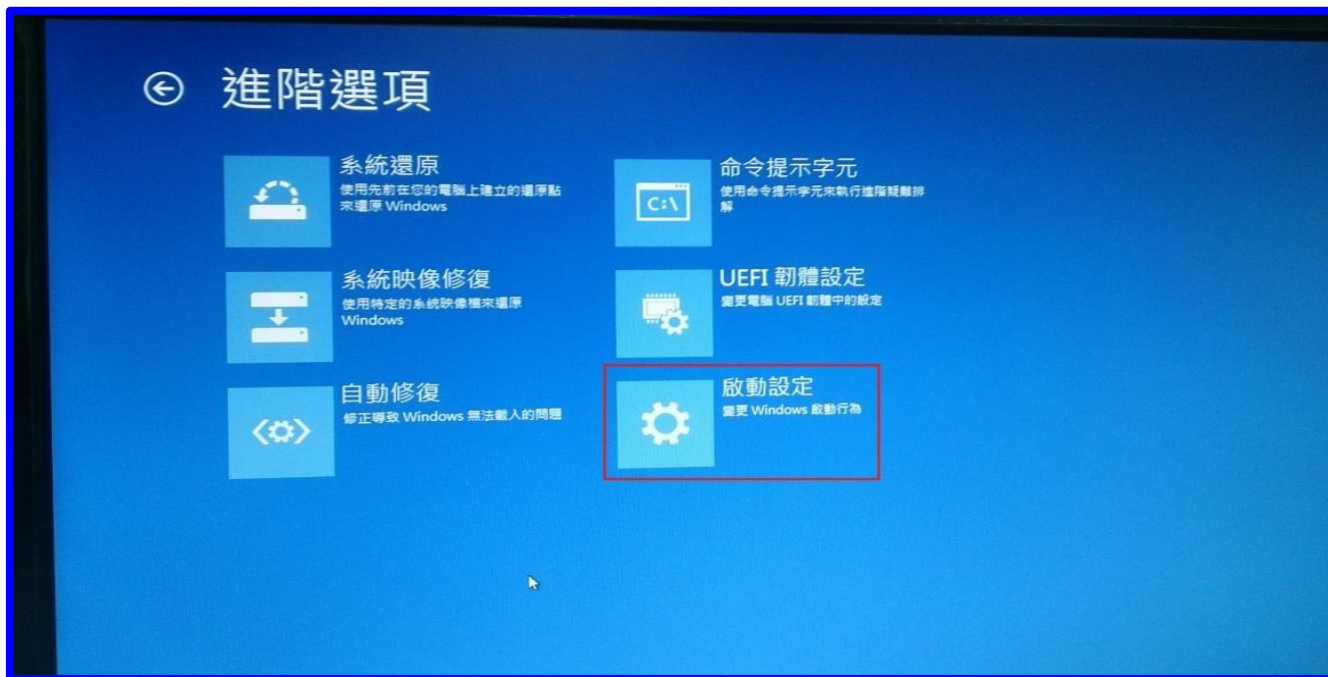 進階選項
系統還原
使用先前在您的電腦上建立的還原點
來還原 Windows
系統映像修復
使用特定的系統映像檔來還原
Windows
自動修復
修正導致 Windows 無法載入的問題
命令提示字元
使用命令提示字元來執行進階疑難排
解
C:\
UEFI 韌體設定
變更電腦 UEFI 韌體中的設定
啟動設定
變更 Windows 啟動行為